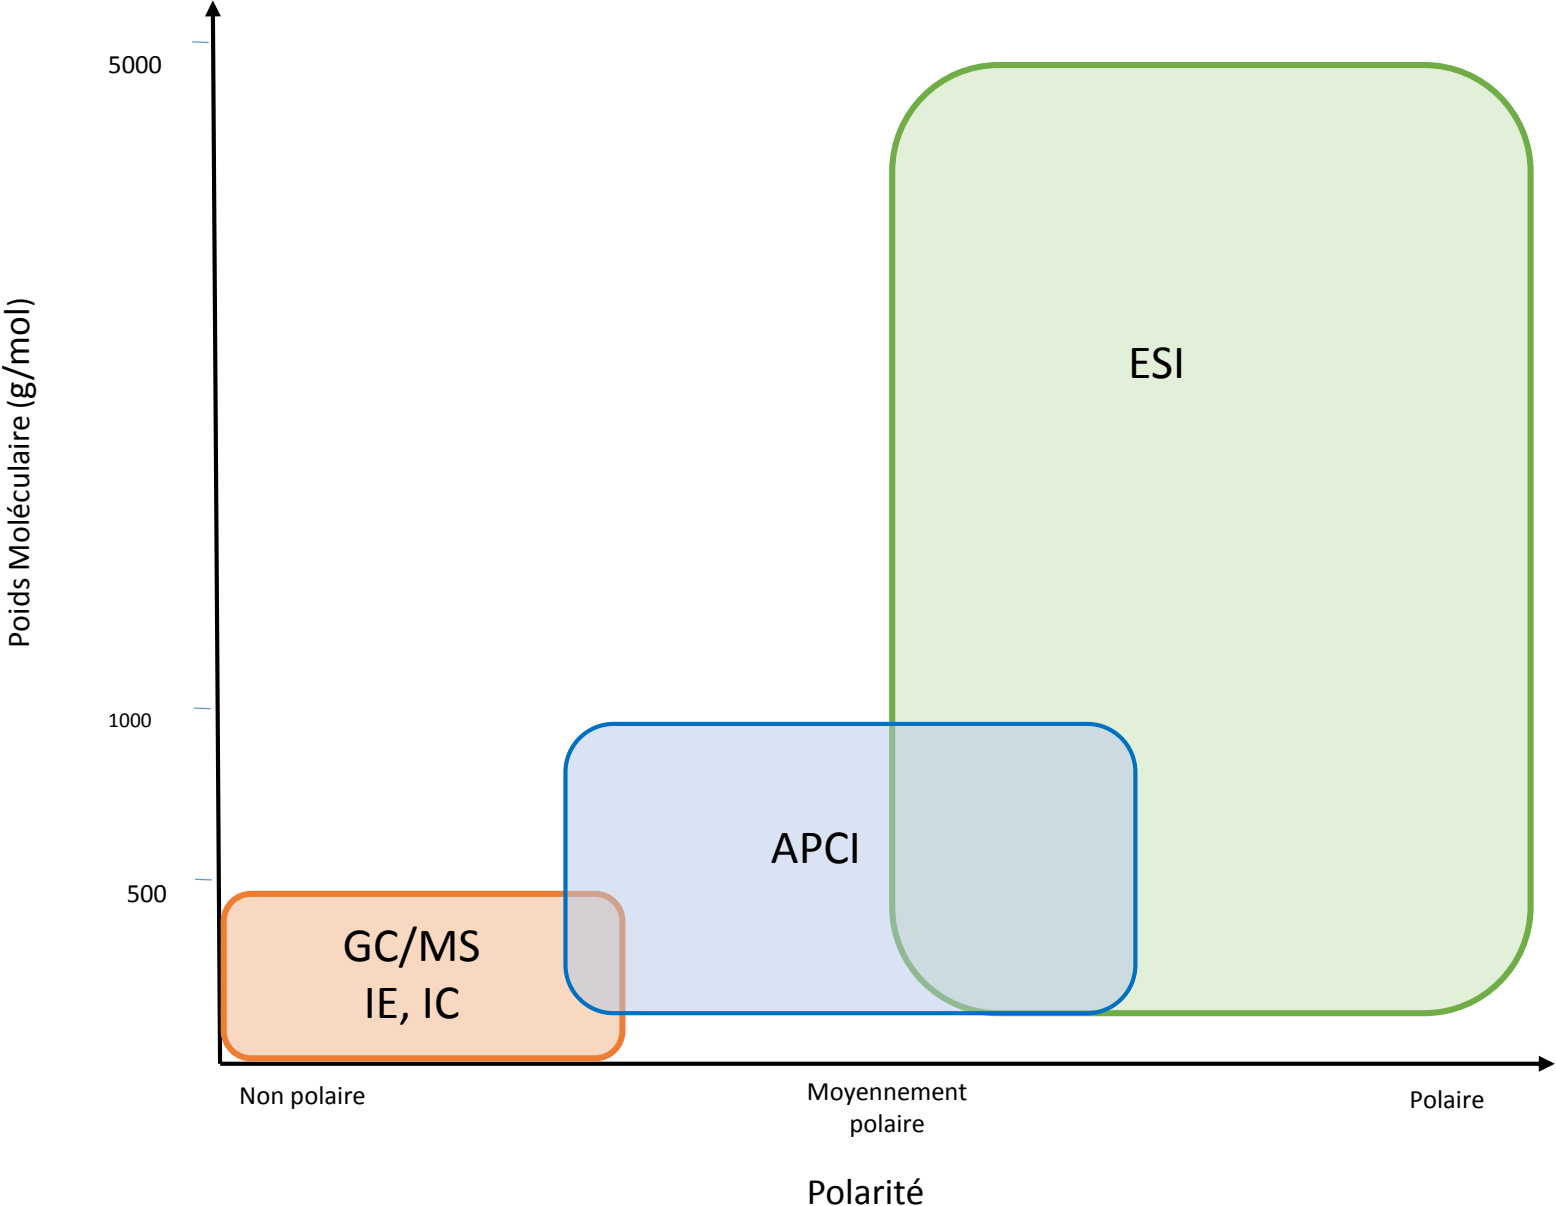 5000
Poids Moléculaire (g/mol)
ESI
1000
APCI
500
GC/MS
IE, IC
Non polaire
Moyennement
polaire
Polaire
Polarité